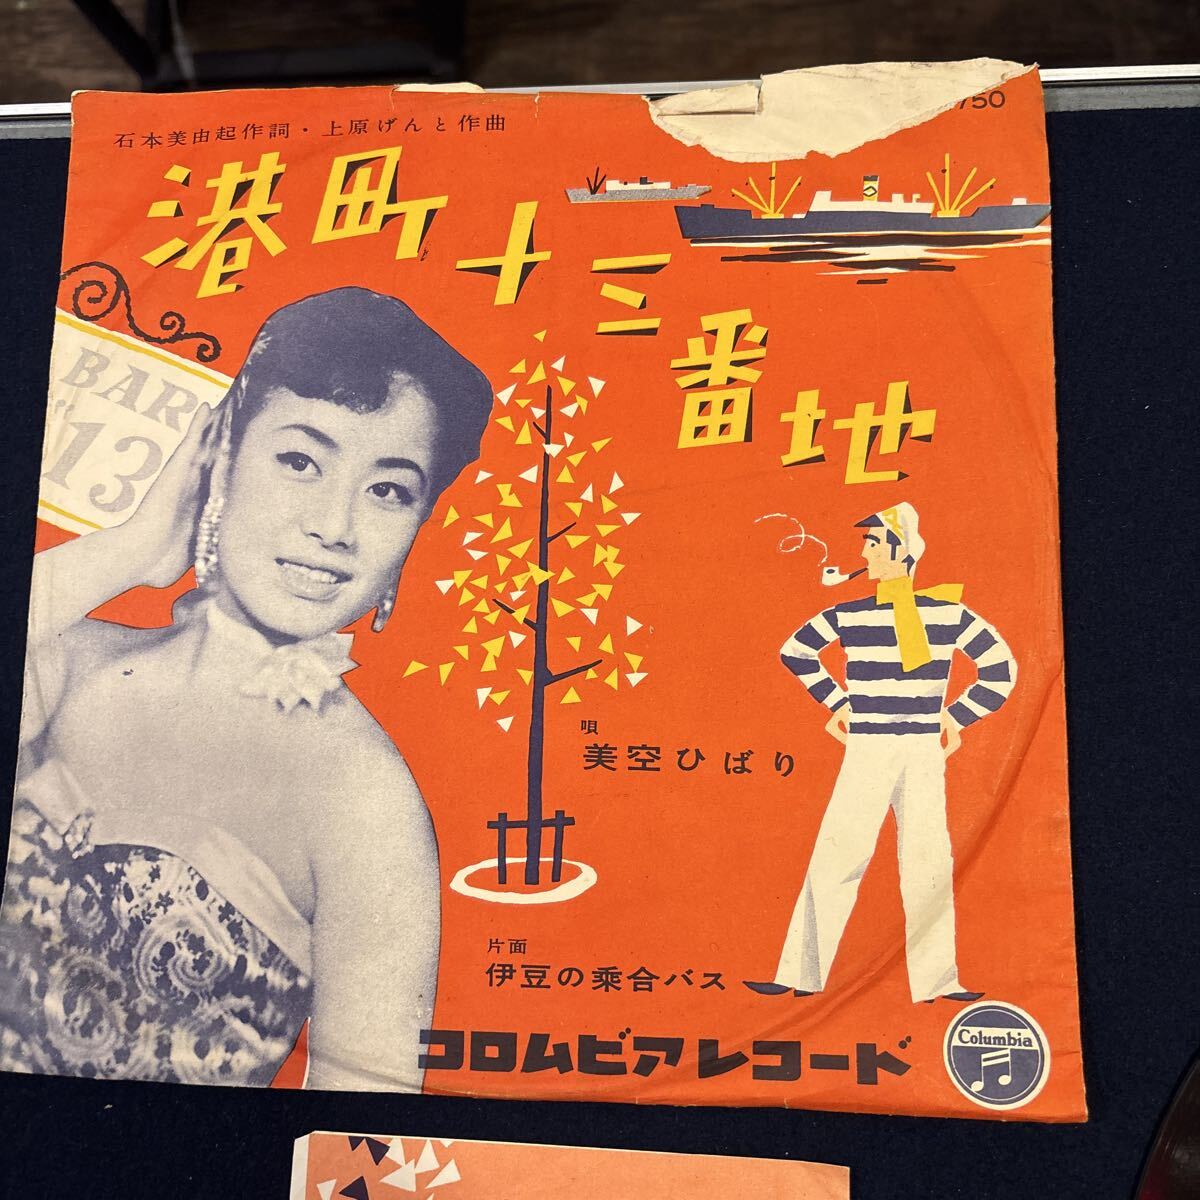 750
石本美由起作詞・上原げんと作曲
港町十三番地
BAR
"13
唄
美空ひばり
片面
伊豆の乗合バス
コロムビアレコード
Columbia